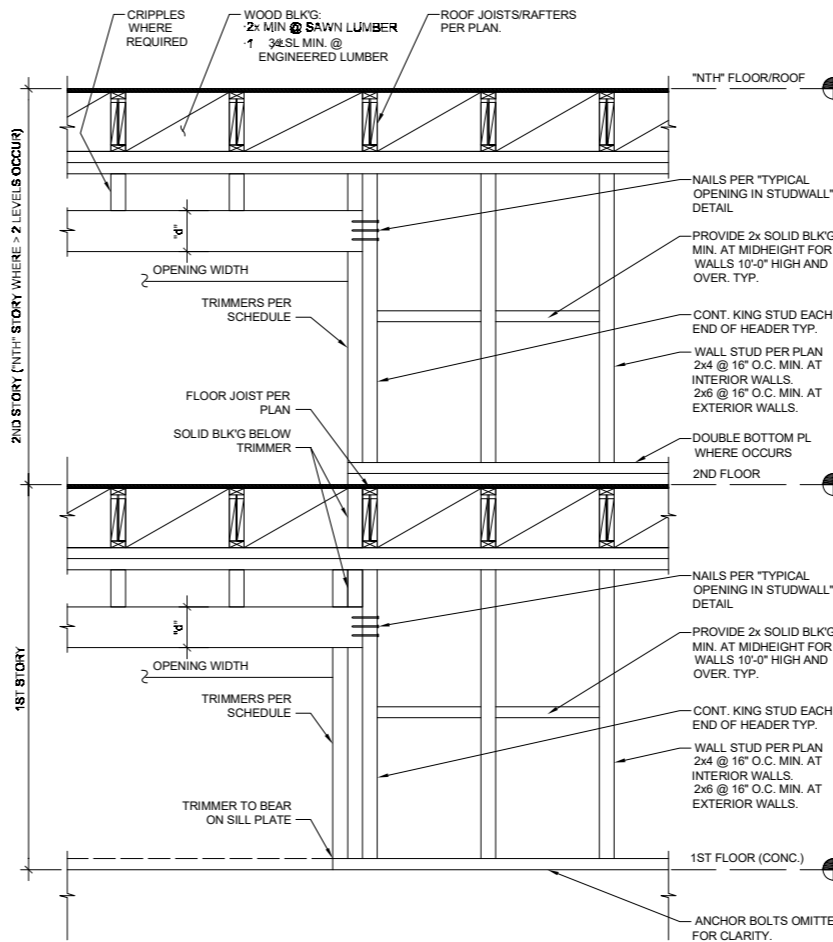 CRIPPLES
WHERE
REQUIRED
WOOD BLK'G:
2x MIN @ SAWN LUMBER
ENGINEERED LUMBER
ROOF JOISTS/RAFTERS
PER PLAN.
"NTH" FLOOR/ROOF
2ND STORY ("NTH" STORY WHERE > 2 LEVELS OCCUR)
NAILS PER "TYPICAL
OPENING IN STUDWALL"
DETAIL
"d"
PROVIDE 2x SOLID BLK'G
MIN. AT MIDHEIGHT FOR
WALLS 10'-0" HIGH AND
OVER. TYP.
OPENING WIDTH
TRIMMERS PER
SCHEDULE
CONT. KING STUD EACH
END OF HEADER TYP.
WALL STUD PER PLAN
2x4 @ 16" O.C. MIN. AT
INTERIOR WALLS.
2x6 @ 16" O.C. MIN. AT
EXTERIOR WALLS.
FLOOR JOIST PER
PLAN
SOLID BLK'G BELOW
TRIMMER
DOUBLE BOTTOM PL
WHERE OCCURS
2ND FLOOR
1ST STORY
NAILS PER "TYPICAL
OPENING IN STUDWALL"
DETAIL
"d"
PROVIDE 2x SOLID BLK'G
MIN. AT MIDHEIGHT FOR
WALLS 10'-0" HIGH AND
OVER. TYP.
OPENING WIDTH
TRIMMERS PER
SCHEDULE
CONT. KING STUD EACH
END OF HEADER TYP.
WALL STUD PER PLAN
2x4 @ 16" O.C. MIN. AT
INTERIOR WALLS.
2x6 @ 16" O.C. MIN. AT
EXTERIOR WALLS.
TRIMMER TO BEAR
ON SILL PLATE
1ST FLOOR (CONC.)
ANCHOR BOLTS OMITTE
FOR CLARITY.